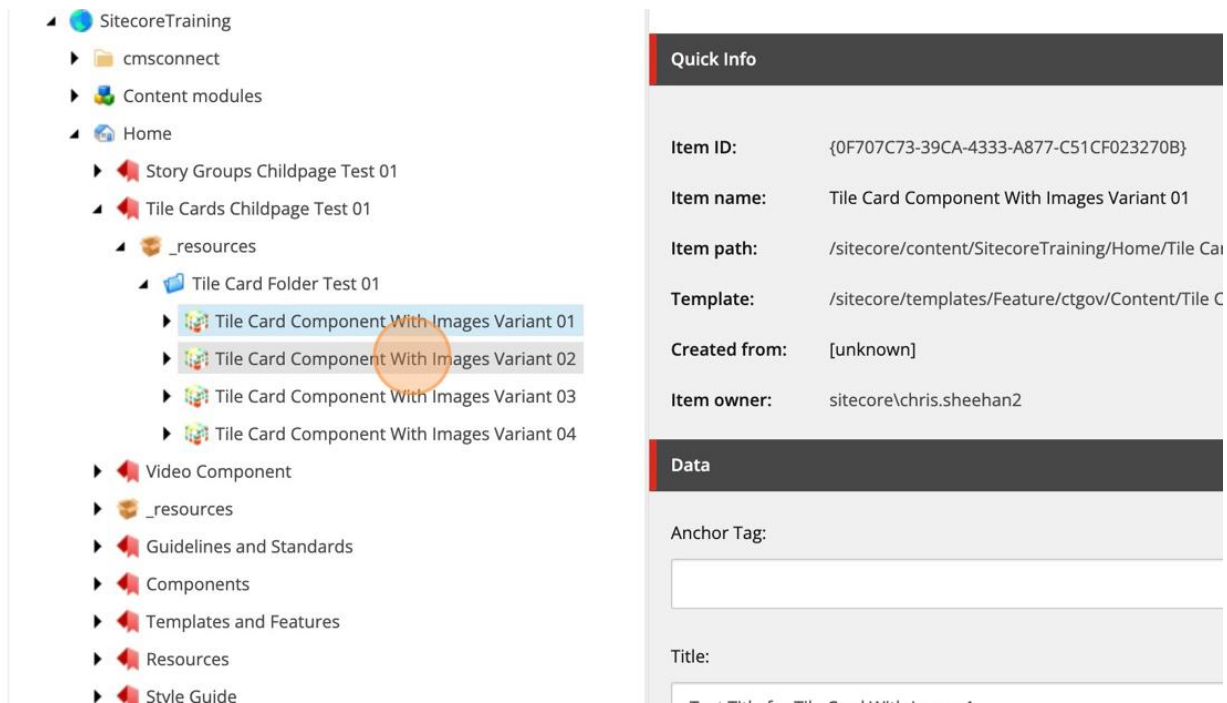 SitecoreTraining
cmsconnect
Content modules
Home
Story Groups Childpage Test 01
Tile Cards Childpage Test 01
_resources
Tile Card Folder Test 01
Tile Card Component With Images Variant 01
Tile Card Component With Images Variant 02
Tile Card Component With Images Variant 03
Tile Card Component With Images Variant 04
Video Component
_resources
Guidelines and Standards
Components
Templates and Features
Resources
Style Guide
Quick Info
Item ID: {0F707C73-39CA-4333-A877-C51CF023270B}
Item name: Tile Card Component With Images Variant 01
Item path: /sitecore/content/SitecoreTraining/Home/Tile Car
Template: /sitecore/templates/Feature/ctgov/Content/Tile C
Created from: [unknown]
Item owner: sitecore\chris.sheehan2
Data
Anchor Tag:
Title: